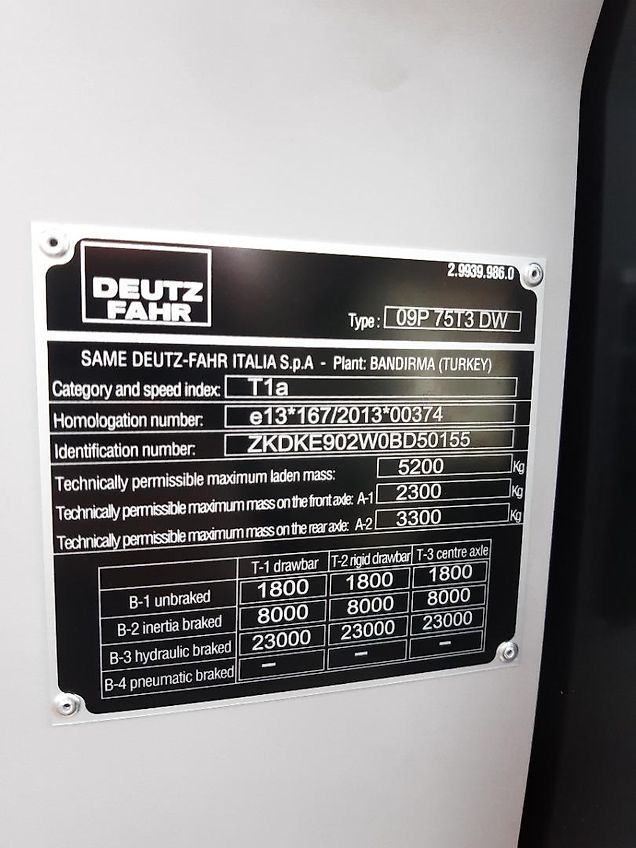 DEUTZ
FAHR
2.9939.986.0
Type : 09P 75T3 DW
SAME DEUTZ-FAHR ITALIA S.p.A - Plant: BANDIRMA (TURKEY)
Category and speed index: T1a
Homologation number: e13*167/2013*00374
Identification number: ZKDKE902W0BD50155
Technically permissible maximum laden mass: 5200 Kg
Technically permissible maximum mass on the front axle: A-1 2300 Kg
Technically permissible maximum mass on the rear axle: A-2 3300 Kg
T-1 drawbar T-2 rigid drawbar T-3 centre axle
B-1 unbraked 1800 1800 1800
B-2 inertia braked 8000 8000 8000
B-3 hydraulic braked 23000 23000 23000
B-4 pneumatic braked – – –